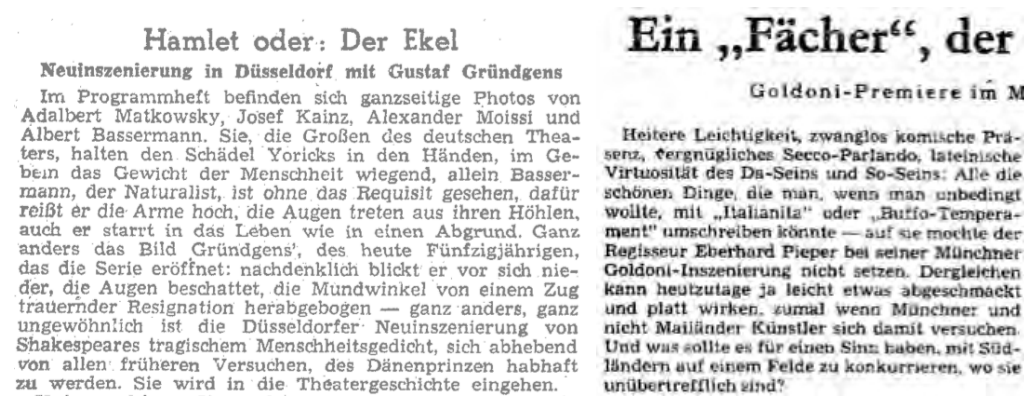 Hamlet oder: Der Ekel
Neuinszenierung in Düsseldorf mit Gustaf Gründgens
Im Programmheft befinden sich ganzseitige Photos von
Adalbert Matkowsky, Josef Kainz, Alexander Moissi und
Albert Bassermann. Sie, die Großen des deutschen Thea-
ters, halten den Schädel Yoricks in den Händen, im Ge-
bein das Gewicht der Menschheit wiegend, allein Basser-
mann, der Naturalist, ist ohne das Requisit gesehen, dafür
reißt er die Arme hoch, die Augen treten aus ihren Höhlen,
auch er starrt in das Leben wie in einen Abgrund. Ganz
anders das Bild Gründgens', des heute Fünfzigjährigen,
das die Serie eröffnet: nachdenklich blickt er vor sich nie-
der, die Augen beschattet, die Mundwinkel von einem Zug
trauernder Resignation herabgebogen — ganz anders, ganz
ungewöhnlich ist die Düsseldorfer Neuinszenierung von
Shakespeares tragischem Menschheitsgedicht, sich abhebend
von allen früheren Versuchen, des Dänenprinzen habhaft
zu werden. Sie wird in die Theatergeschichte eingehen.
Ein „Fächer“, der
Goldoni-Premiere im M
Heitere Leichtigkeit, zwanglos komische Prä-
senz, vergnügliches Secco-Parlando, lateinische
Virtuosität des Da-Seins und So-Seins: Alle die
schönen Dinge, die man, wenn man unbedingt
wollte, mit „Italianità“ oder „Buffo-Tempera-
ment“ umschreiben könnte — auf sie mochte der
Regisseur Eberhard Pieper bei seiner Münchner
Goldoni-Inszenierung nicht setzen. Dergleichen
kann heutzutage ja leicht etwas abgeschmackt
und platt wirken, zumal wenn Münchner und
nicht Mailänder Künstler sich damit versuchen.
Und was sollte es für einen Sinn haben, mit Süd-
ländern auf einem Felde zu konkurrieren, wo sie
unübertrefflich sind?